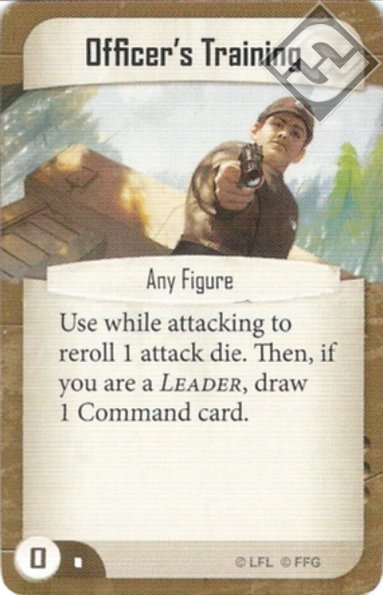 Officer's Training
Any Figure
Use while attacking to
reroll 1 attack die. Then, if
you are a LEADER, draw
1 Command card.
0
© LFL © FFG